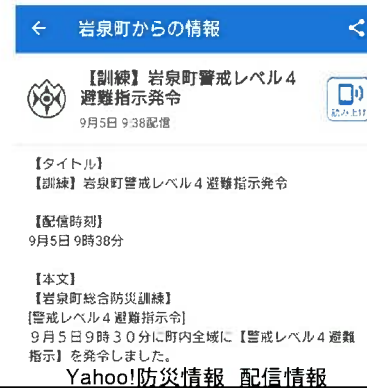 岩泉町からの情報
【訓練】岩泉町警戒レベル４
避難指示発令
9月5日 9:38配信
読み上げ
【タイトル】
【訓練】岩泉町警戒レベル４避難指示発令
【配信時刻】
9月5日 9時38分
【本文】
【岩泉町総合防災訓練】
[警戒レベル４避難指示令]
９月５日９時３０分に町内全域に【警戒レベル４避難
指示】を発令しました。
Yahoo!防災情報 配信情報